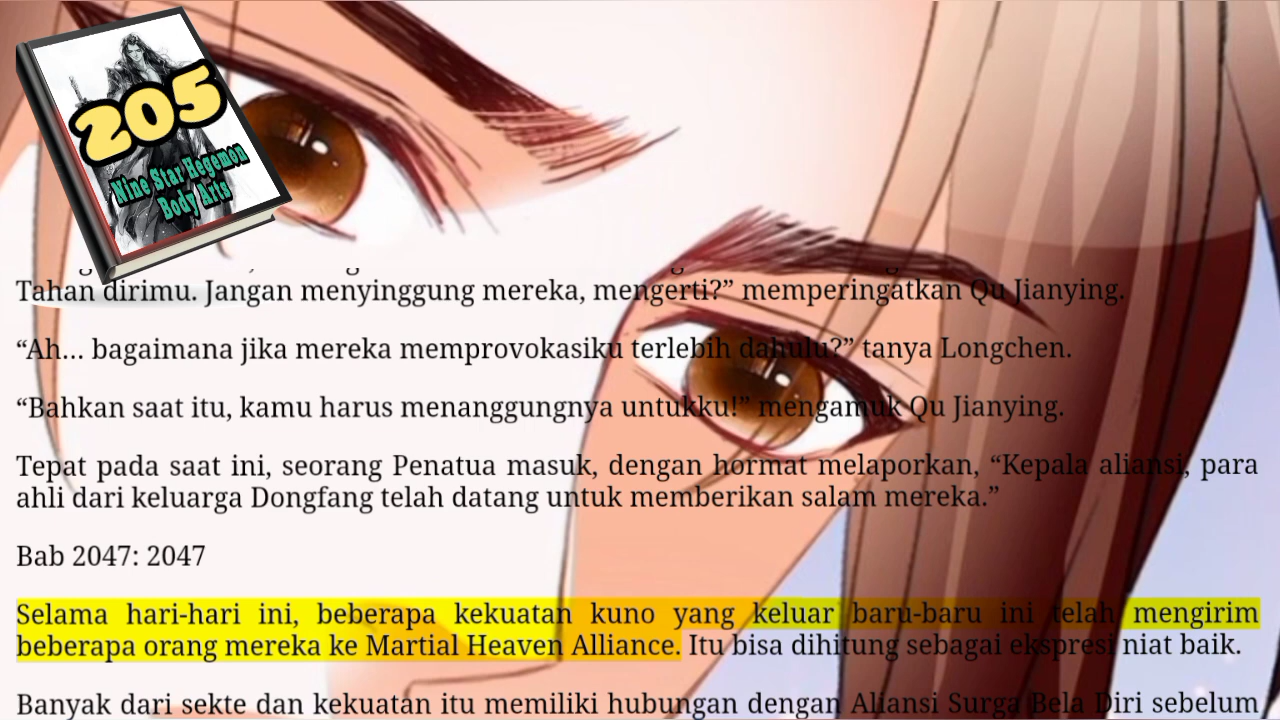 205
Nine Star Hegemon
Body Arts
Tahan dirimu. Jangan menyinggung mereka, mengerti?” memperingatkan Qu Jianying.
“Ah… bagaimana jika mereka memprovokasiku terlebih dahulu?” tanya Longchen.
“Bahkan saat itu, kamu harus menanggungnya untukku!” mengamuk Qu Jianying.
Tepat pada saat ini, seorang Penatua masuk, dengan hormat melaporkan, “Kepala aliansi, para
ahli dari keluarga Dongfang telah datang untuk memberikan salam mereka.”
Bab 2047: 2047
Selama hari-hari ini, beberapa kekuatan kuno yang keluar baru-baru ini telah mengirim
beberapa orang mereka ke Martial Heaven Alliance. Itu bisa dihitung sebagai ekspresi niat baik.
Banyak dari sekte dan kekuatan itu memiliki hubungan dengan Aliansi Surga Bela Diri sebelum